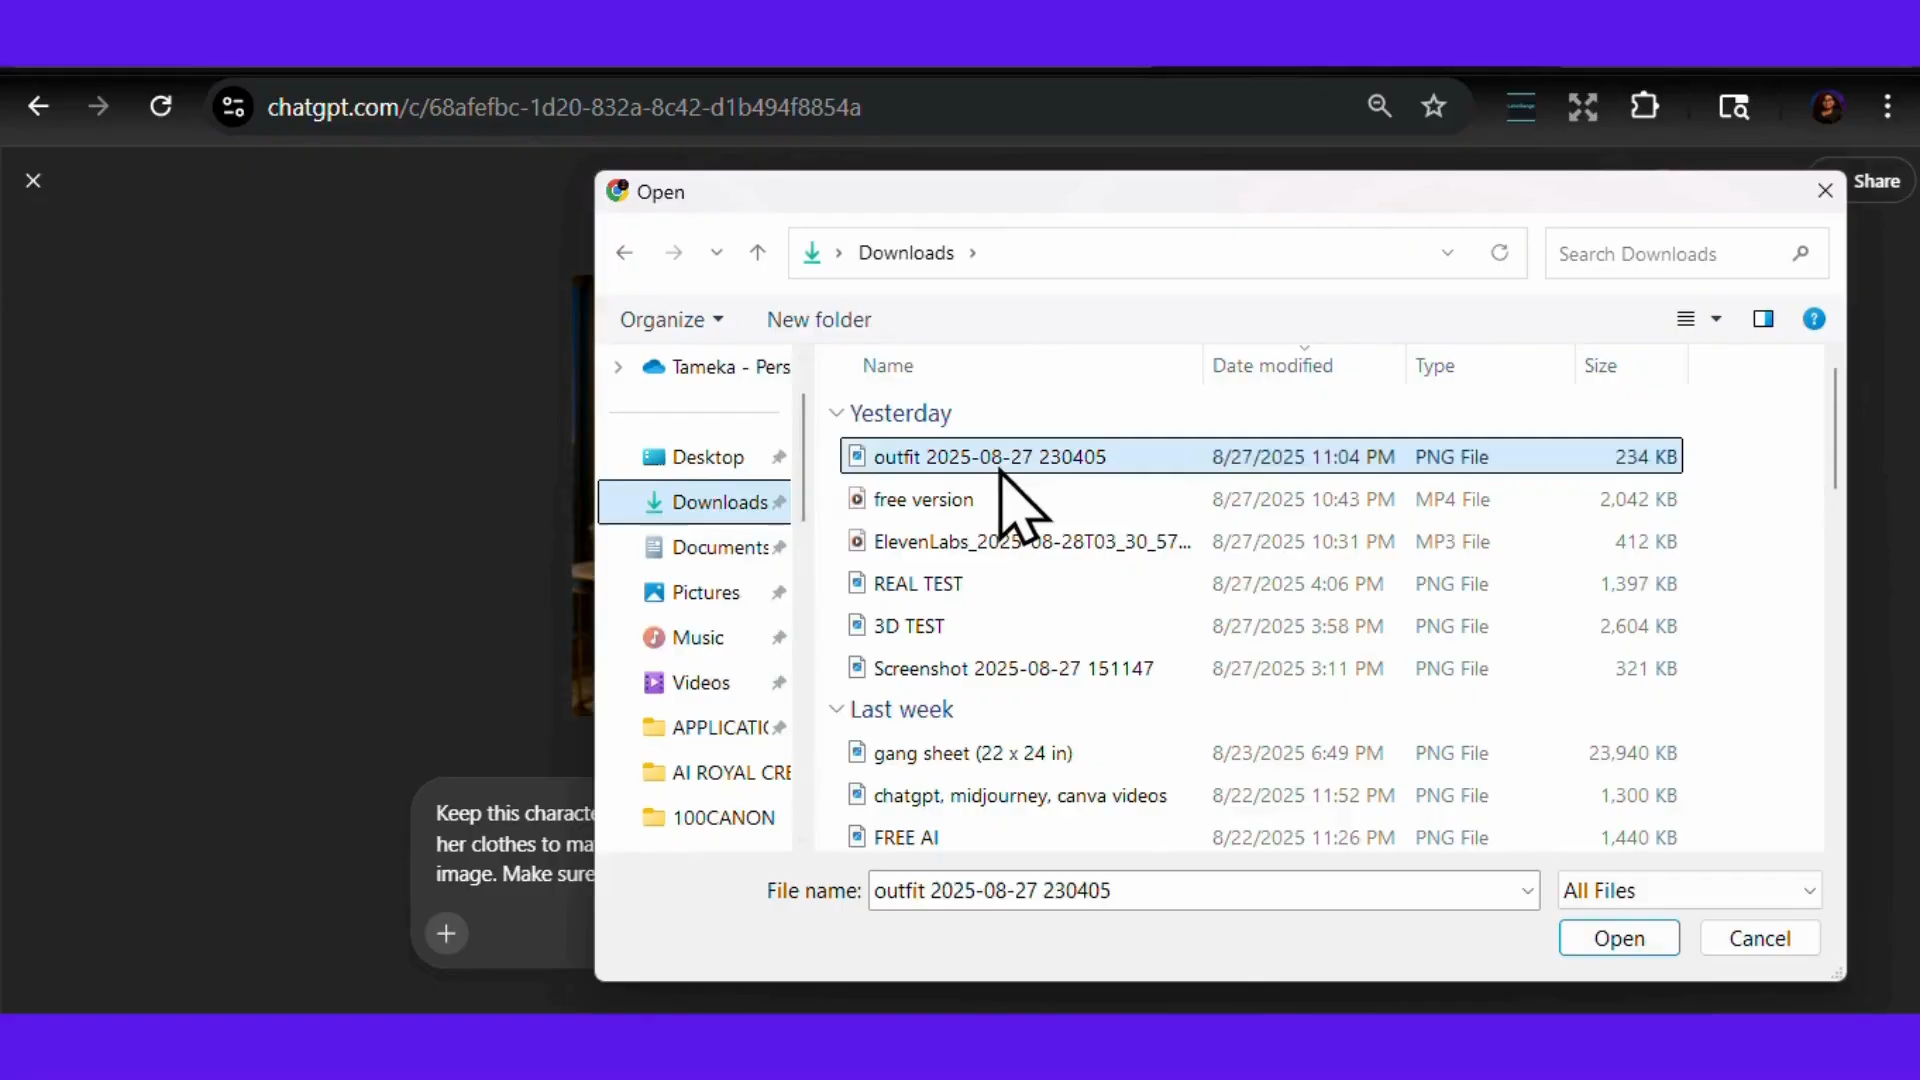 chatgpt.com/c/68afefbc-1d20-832a-8c42-d1b494f8854a
Share
Open
Downloads
Search Downloads
Organize
New folder
Name
Date modified
Type
Size
Tameka - Pers
Desktop
Downloads
Documents
Pictures
Music
Videos
APPLICATIO
AI ROYAL CRE
100CANON
Yesterday
outfit 2025-08-27 230405 8/27/2025 11:04 PM PNG File 234 KB
free version 8/27/2025 10:43 PM MP4 File 2,042 KB
ElevenLabs_2025-08-28T03_30_57... 8/27/2025 10:31 PM MP3 File 412 KB
REAL TEST 8/27/2025 4:06 PM PNG File 1,397 KB
3D TEST 8/27/2025 3:58 PM PNG File 2,604 KB
Screenshot 2025-08-27 151147 8/27/2025 3:11 PM PNG File 321 KB
Last week
gang sheet (22 x 24 in) 8/23/2025 6:49 PM PNG File 23,940 KB
chatgpt, midjourney, canva videos 8/22/2025 11:52 PM PNG File 1,300 KB
FREE AI 8/22/2025 11:26 PM PNG File 1,440 KB
Keep this characte
her clothes to ma
image. Make sure
File name: outfit 2025-08-27 230405
All Files
Open
Cancel